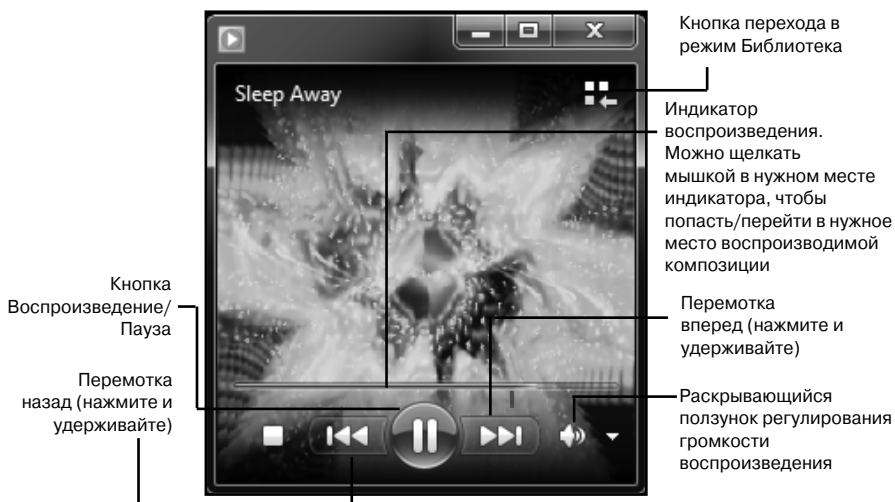 Кнопка перехода в
режим Библиотека
Sleep Away
Индикатор
воспроизведения.
Можно щелкать
мышкой в нужном месте
индикатора, чтобы
попасть/перейти в нужное
место воспроизводимой
композиции
Кнопка
Воспроизведение/
Пауза
Перемотка
вперед (нажмите и
удерживайте)
Перемотка
назад (нажмите и
удерживайте)
Раскрывающийся
ползунок регулирования
громкости
воспроизведения